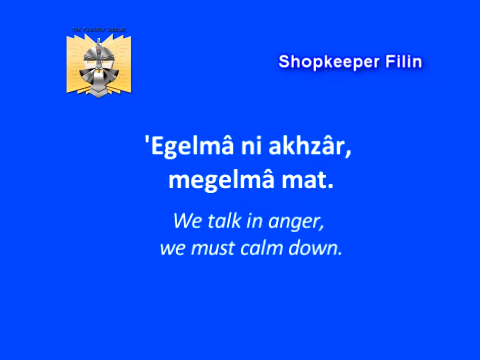 Shopkeeper Filin
'Egelmâ ni akhzâr,
megelmâ mat.
We talk in anger,
we must calm down.